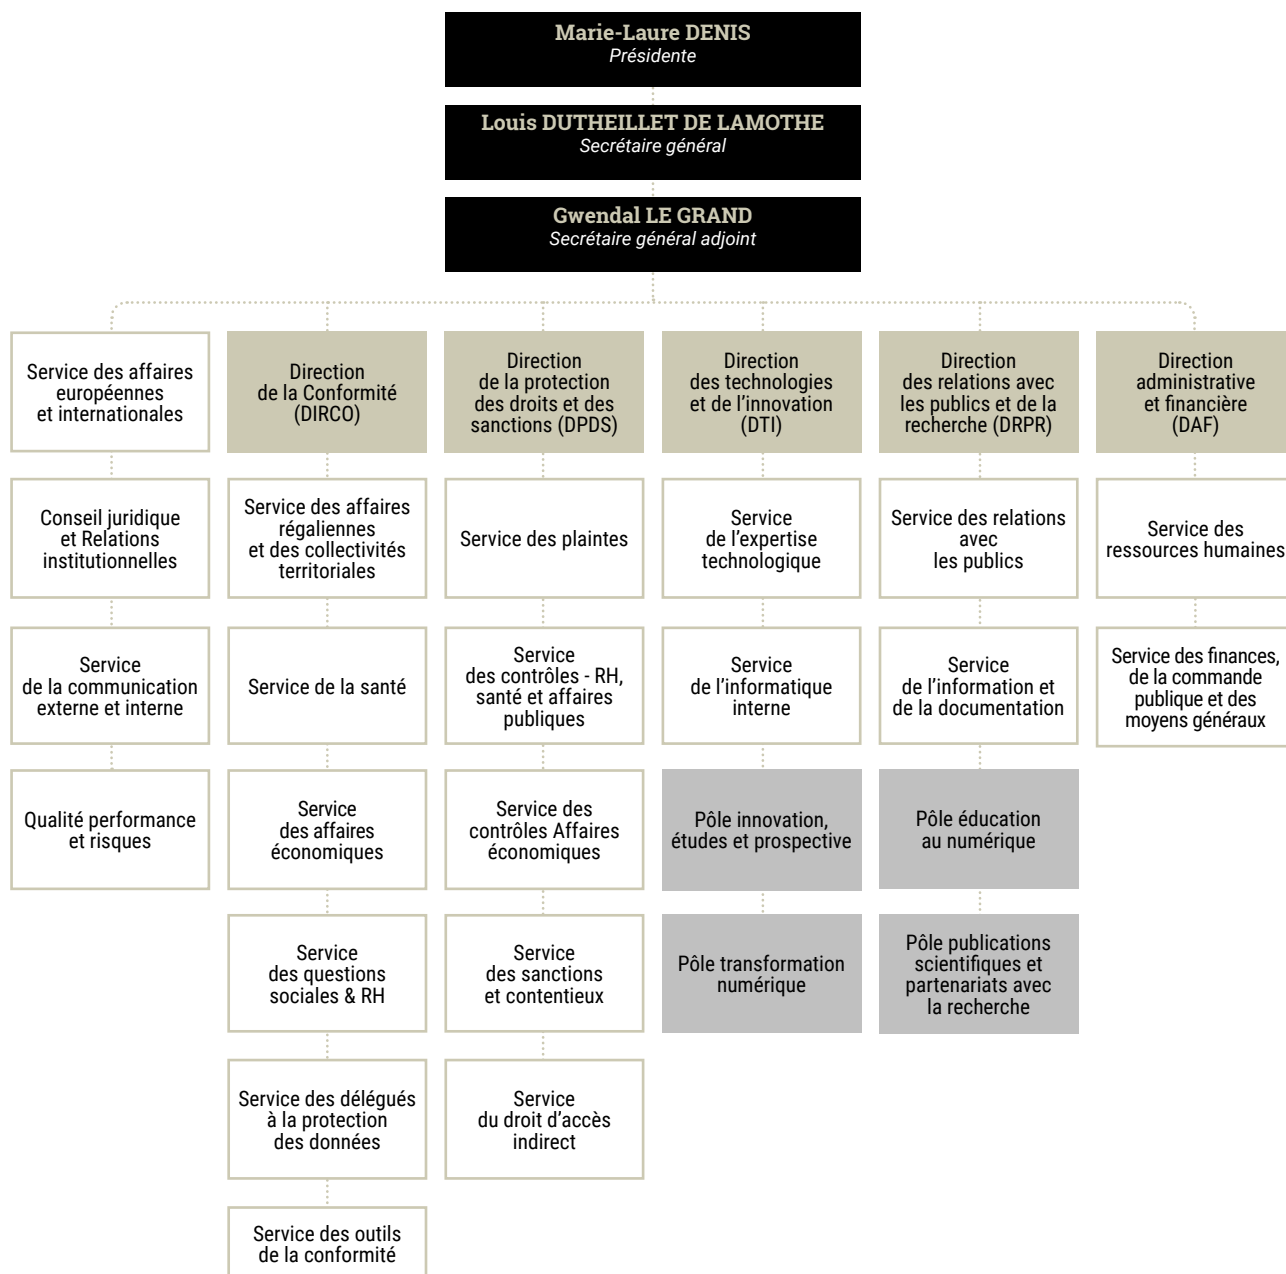 Marie-Laure DENIS
Présidente
Louis DUTHEILLET DE LAMOTHE
Secrétaire général
Gwendal LE GRAND
Secrétaire général adjoint
Service des affaires
européennes
et internationales
Direction
de la Conformité
(DIRCO)
Direction
de la protection
des droits et des
sanctions (DPDS)
Direction
des technologies
et de l'innovation
(DTI)
Direction
des relations avec
les publics et de la
recherche (DRPR)
Direction
administrative
et financière
(DAF)
Conseil juridique
et Relations
institutionnelles
Service des affaires
régaliennes
et des collectivités
territoriales
Service des plaintes
Service
de l'expertise
technologique
Service des relations
avec
les publics
Service des
ressources humaines
Service
de la communication
externe et interne
Service de la santé
Service
des contrôles - RH,
santé et affaires
publiques
Service
de l'informatique
interne
Service
de l'information et
de la documentation
Service des finances,
de la commande
publique et des
moyens généraux
Qualité performance
et risques
Service
des affaires
économiques
Service des
contrôles Affaires
économiques
Pôle innovation,
études et prospective
Pôle éducation
au numérique
Service
des questions
sociales & RH
Service
des sanctions
et contentieux
Pôle transformation
numérique
Pôle publications
scientifiques et
partenariats avec
la recherche
Service des délégués
à la protection
des données
Service
du droit d'accès
indirect
Service des outils
de la conformité